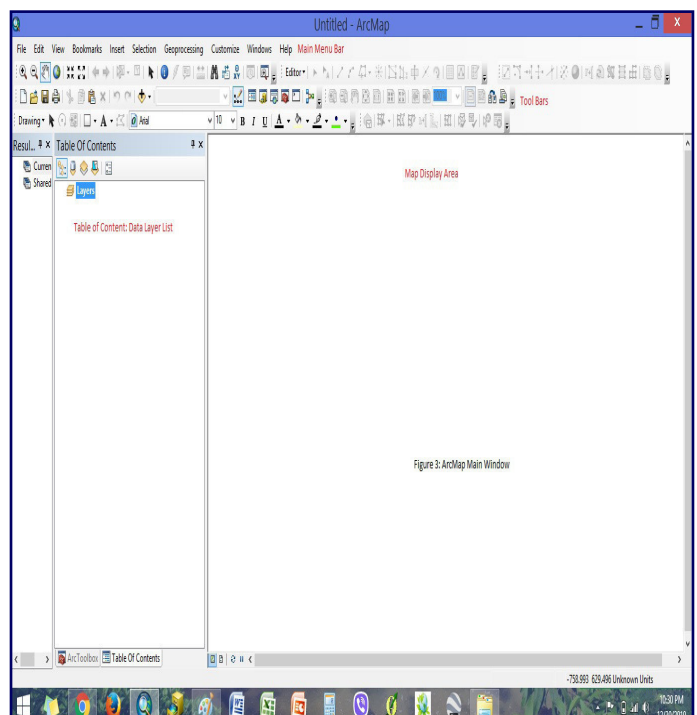 Untitled - ArcMap
File Edit View Bookmarks Insert Selection Geoprocessing Customize Windows Help Main Menu Bar
Editor
Tool Bars
Drawing A Arial 10 B I U A
Resul... Table Of Contents
Curren
Shared
Layers
Map Display Area
Table of Content: Data Layer List
Figure 3: ArcMap Main Window
ArcToolbox Table Of Contents
-758.993 629.496 Unknown Units
10:30 PM